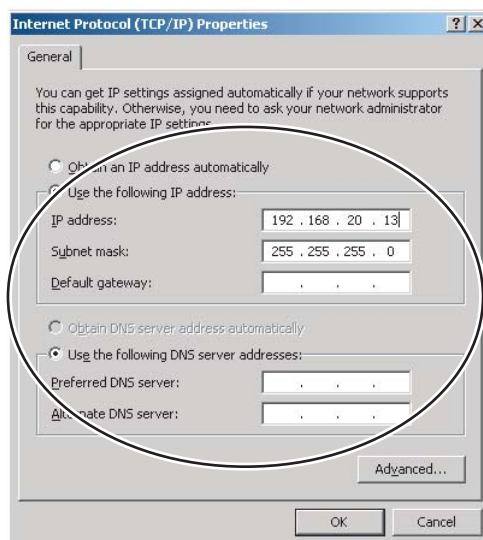 Internet Protocol (TCP/IP) Properties
General
You can get IP settings assigned automatically if your network supports
this capability. Otherwise, you need to ask your network administrator
for the appropriate IP settings.
Obtain an IP address automatically
Use the following IP address:
IP address: 192 . 168 . 20 . 13
Subnet mask: 255 . 255 . 255 . 0
Default gateway: . . .
Obtain DNS server address automatically
Use the following DNS server addresses:
Preferred DNS server: . . .
Alternate DNS server: . . .
Advanced...
OK Cancel